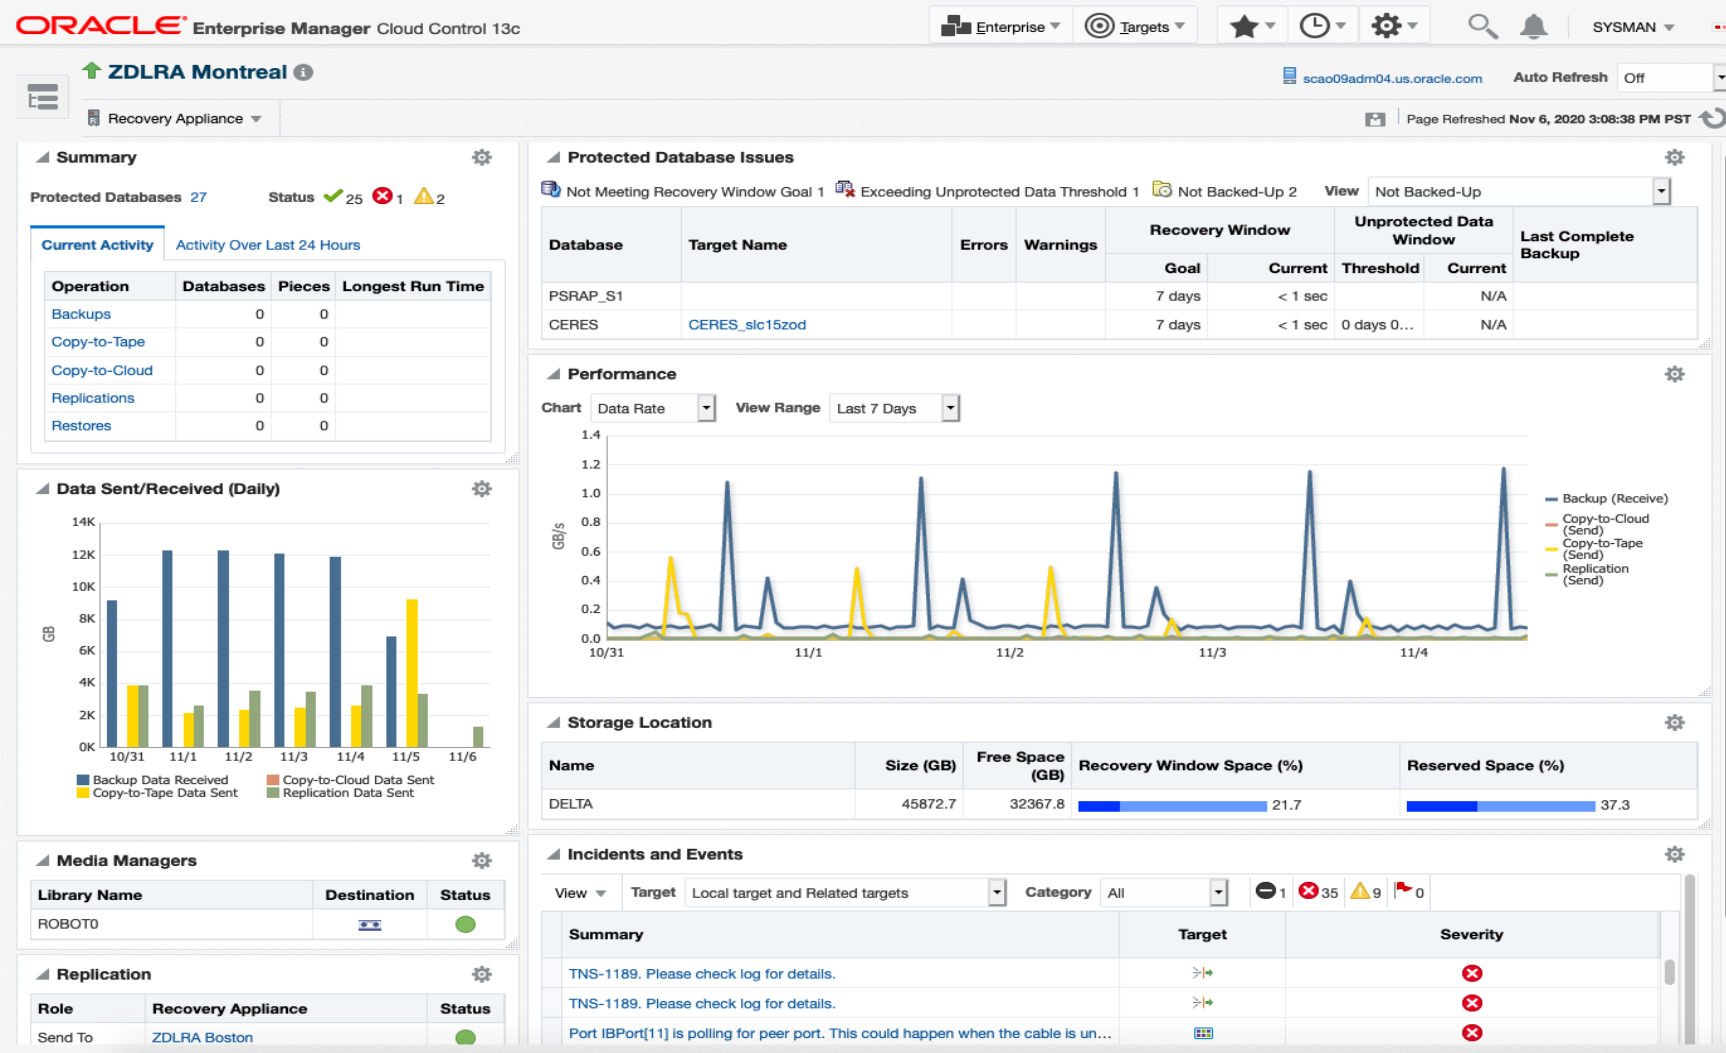 ORACLE® Enterprise Manager Cloud Control 13c
Enterprise
Targets
SYSMAN
ZDLRA Montreal
scao09adm04.us.oracle.com
Auto Refresh Off
Recovery Appliance
Page Refreshed Nov 6, 2020 3:08:38 PM PST
Summary
Protected Databases 27
Status 25 1 2
Current Activity
Activity Over Last 24 Hours
Operation Databases Pieces Longest Run Time
Backups 0 0
Copy-to-Tape 0 0
Copy-to-Cloud 0 0
Replications 0 0
Restores 0 0
Data Sent/Received (Daily)
14K
12K
10K
8K
6K
4K
2K
0K
GB
10/31 11/1 11/2 11/3 11/4 11/5 11/6
Backup Data Received
Copy-to-Cloud Data Sent
Copy-to-Tape Data Sent
Replication Data Sent
Media Managers
Library Name Destination Status
ROBOT0
Replication
Role Recovery Appliance Status
Send To ZDLRA Boston
Protected Database Issues
Not Meeting Recovery Window Goal 1
Exceeding Unprotected Data Threshold 1
Not Backed-Up 2
View Not Backed-Up
Database Target Name Errors Warnings
Recovery Window
Goal Current
Unprotected Data
Window
Threshold Current
Last Complete
Backup
PSRAP_S1 7 days < 1 sec N/A
CERES CERES_slc15zod 7 days < 1 sec 0 days 0... N/A
Performance
Chart Data Rate
View Range Last 7 Days
1.4
1.2
1.0
0.8
0.6
0.4
0.2
0.0
GB/s
10/31 11/1 11/2 11/3 11/4
Backup (Receive)
Copy-to-Cloud
(Send)
Copy-to-Tape
(Send)
Replication
(Send)
Storage Location
Name Size (GB) Free Space
(GB) Recovery Window Space (%) Reserved Space (%)
DELTA 45872.7 32367.8 21.7 37.3
Incidents and Events
View
Target Local target and Related targets
Category All
1 35 9 0
Summary Target Severity
TNS-1189. Please check log for details.
TNS-1189. Please check log for details.
Port IBPort[11] is polling for peer port. This could happen when the cable is un...